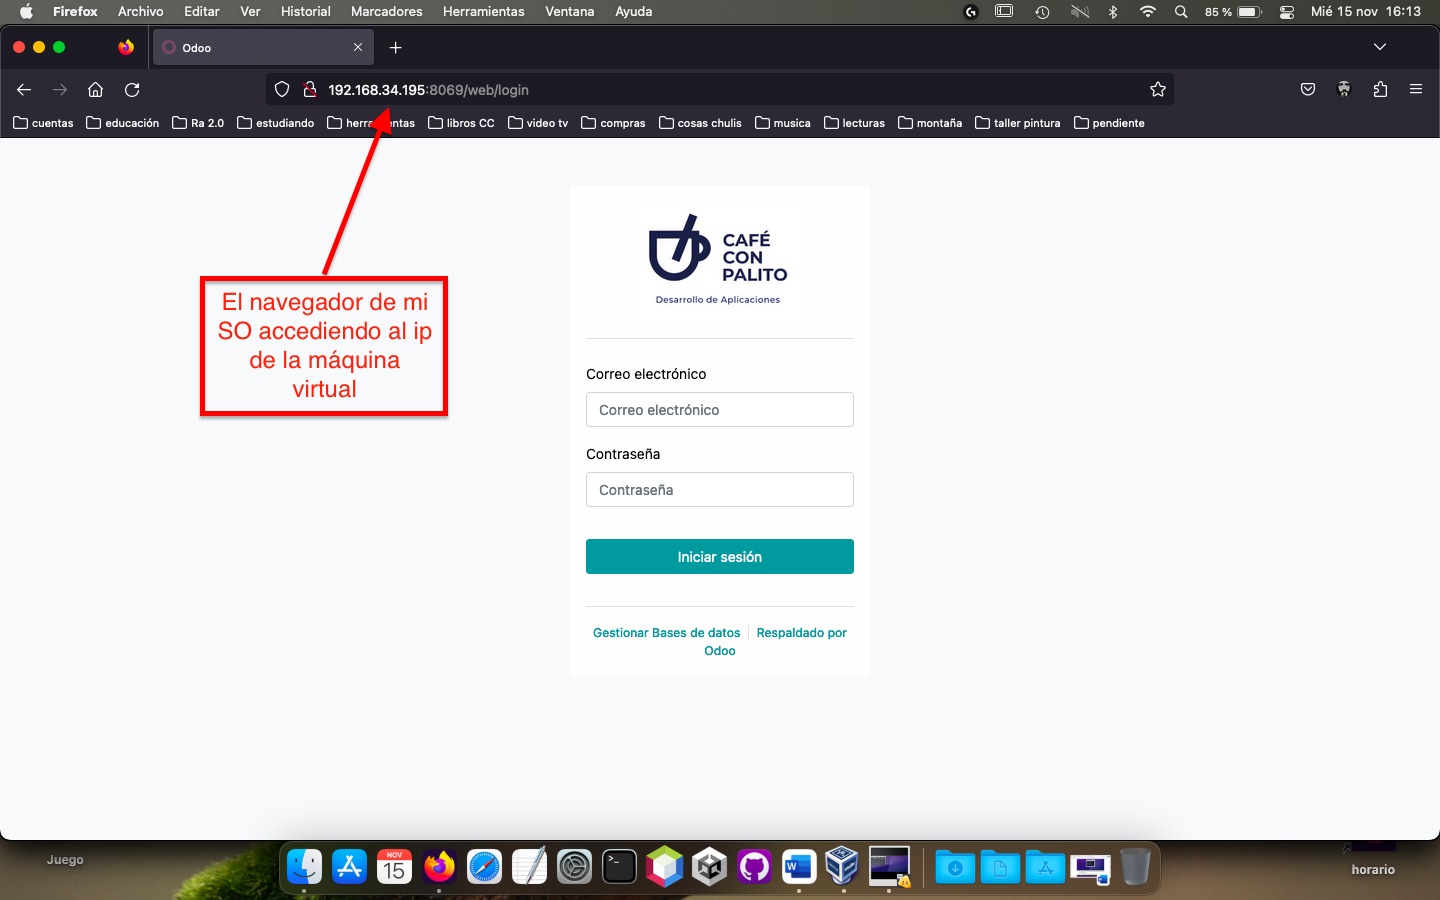 Firefox Archivo Editar Ver Historial Marcadores Herramientas Ventana Ayuda 85 % Mié 15 nov 16:13
Odoo
192.168.34.195:8069/web/login
cuentas educación Ra 2.0 estudiando herra ntas libros CC video tv compras cosas chulis musica lecturas montaña taller pintura pendiente
CAFÉ
CON
PALITO
Desarrollo de Aplicaciones
El navegador de mi
SO accediendo al ip
de la máquina
virtual
Correo electrónico
Correo electrónico
Contraseña
Contraseña
Iniciar sesión
Gestionar Bases de datos Respaldado por
Odoo
Juego
NOV
15
>_
W
horario